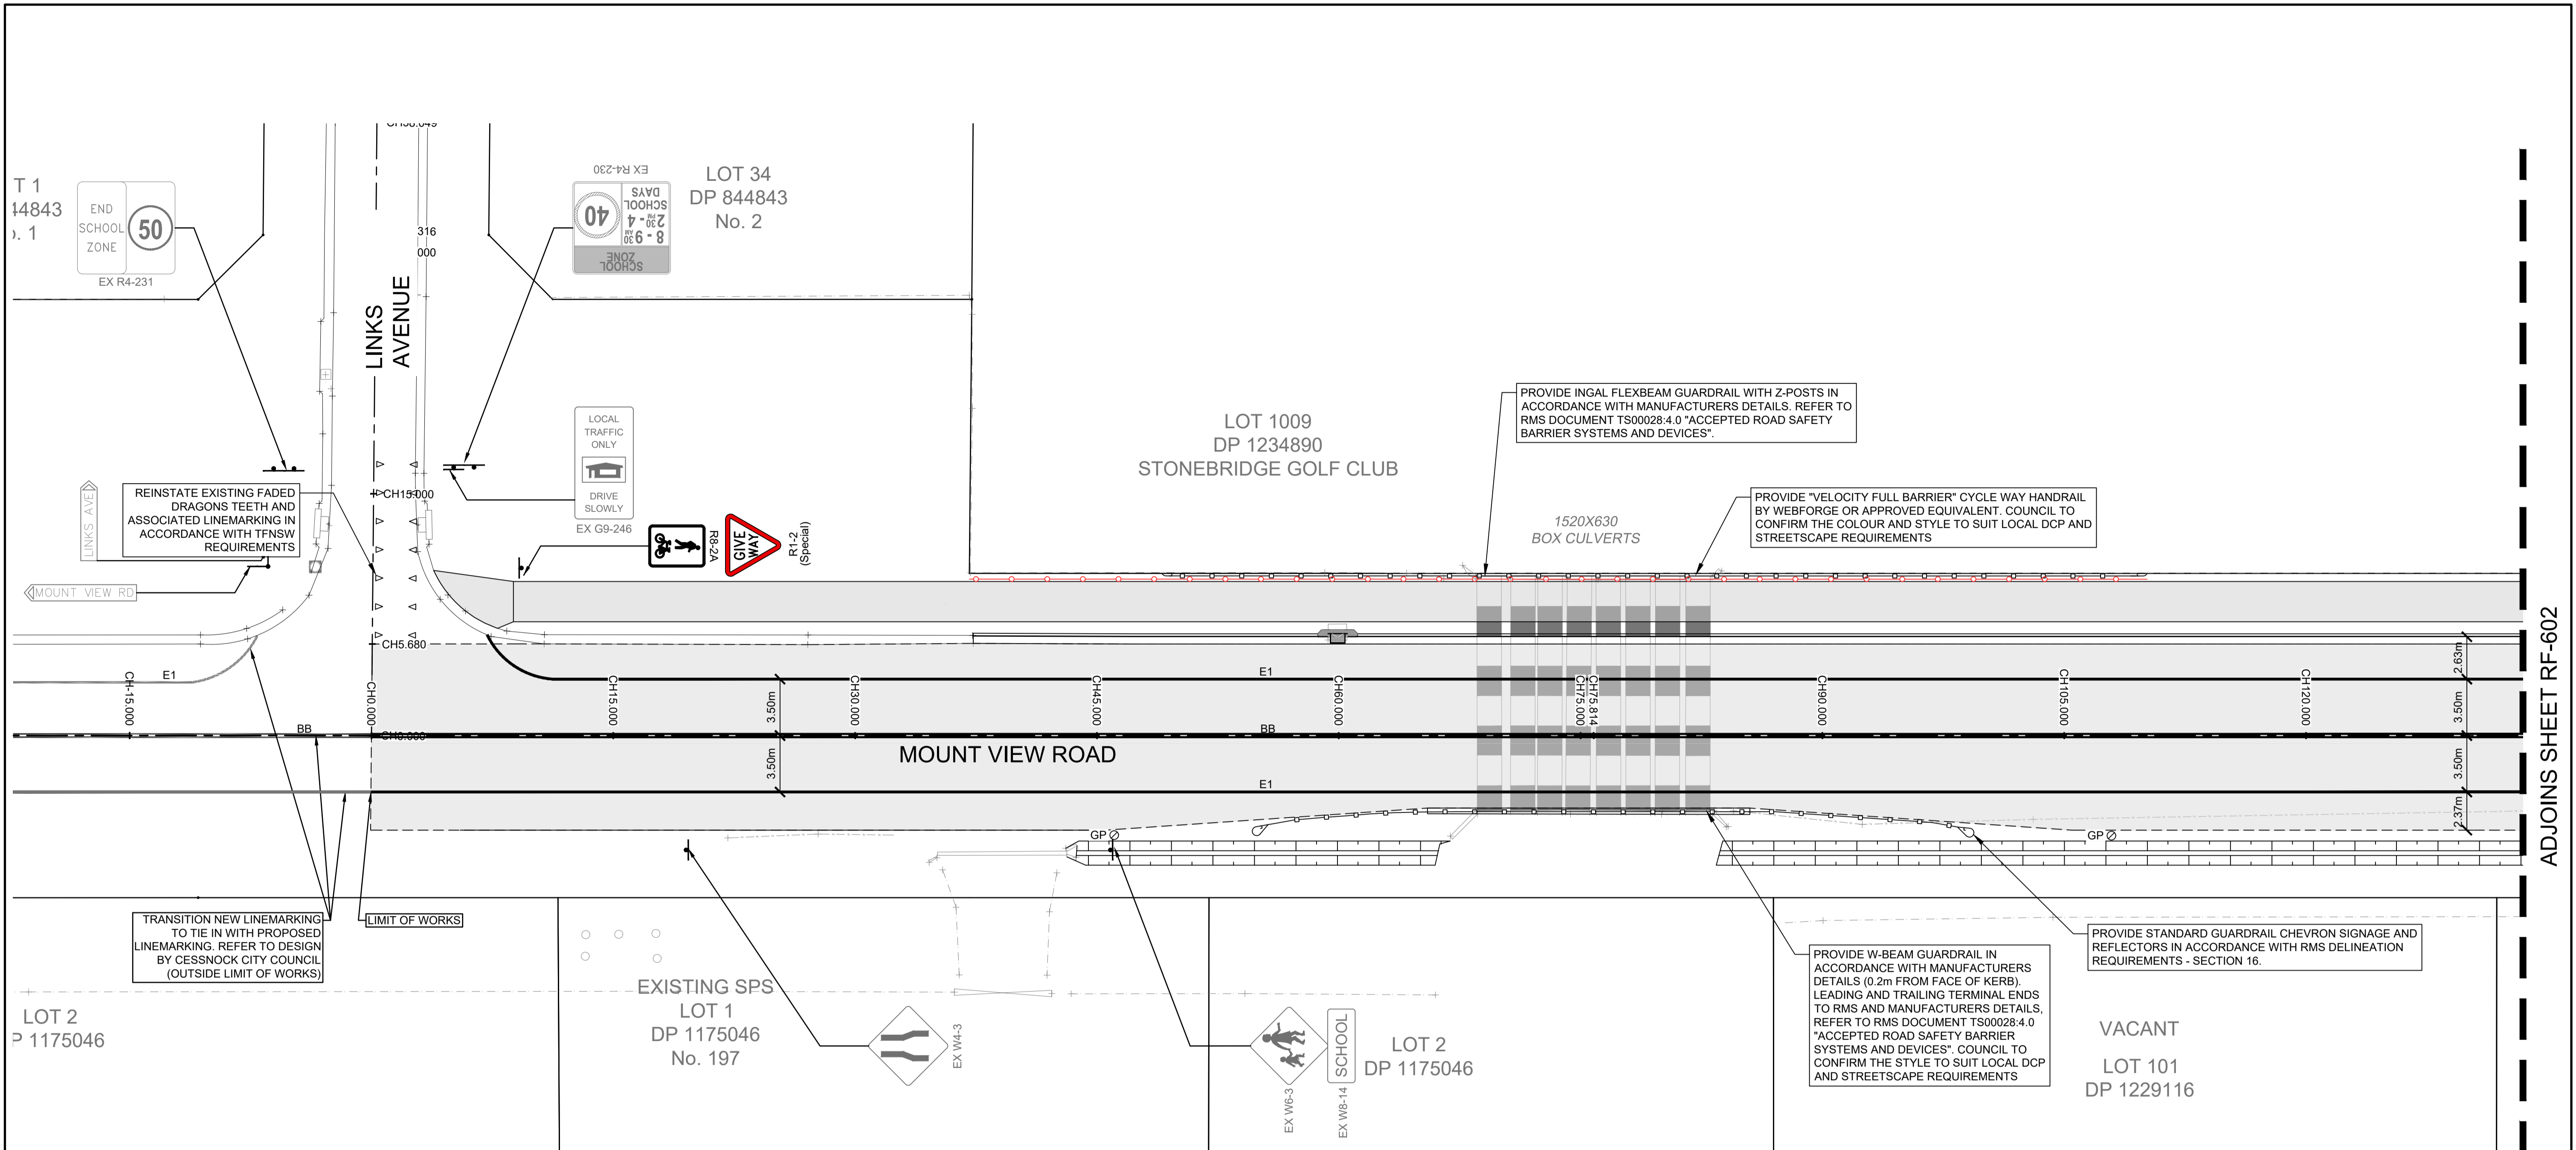 CH38.049
T 1
44843
o. 1
END
SCHOOL
ZONE
50
EX R4-231
316
000
LINKS
AVENUE
EX R4-230
SCHOOL
ZONE
8 - 9 30 AM
2 30 - 4 PM
SCHOOL
DAYS
40
LOT 34
DP 844843
No. 2
LOCAL
TRAFFIC
ONLY
DRIVE
SLOWLY
EX G9-246
LINKS AVE
REINSTATE EXISTING FADED
DRAGONS TEETH AND
ASSOCIATED LINEMARKING IN
ACCORDANCE WITH TFNSW
REQUIREMENTS
MOUNT VIEW RD
CH15.000
R8-2A
GIVE
WAY
R1-2
(Special)
LOT 1009
DP 1234890
STONEBRIDGE GOLF CLUB
PROVIDE INGAL FLEXBEAM GUARDRAIL WITH Z-POSTS IN
ACCORDANCE WITH MANUFACTURERS DETAILS. REFER TO
RMS DOCUMENT TS00028:4.0 "ACCEPTED ROAD SAFETY
BARRIER SYSTEMS AND DEVICES".
1520X630
BOX CULVERTS
PROVIDE "VELOCITY FULL BARRIER" CYCLE WAY HANDRAIL
BY WEBFORGE OR APPROVED EQUIVALENT. COUNCIL TO
CONFIRM THE COLOUR AND STYLE TO SUIT LOCAL DCP AND
STREETSCAPE REQUIREMENTS
CH5.680
E1
E1
CH-15.000
CH0.000
CH15.000
3.50m
CH30.000
CH45.000
CH60.000
CH75.000
CH75.814
CH90.000
CH105.000
CH120.000
2.63m
3.50m
BB
BB
MOUNT VIEW ROAD
3.50m
E1
3.50m
2.37m
GP
GP
ADJOINS SHEET RF-602
TRANSITION NEW LINEMARKING
TO TIE IN WITH PROPOSED
LINEMARKING. REFER TO DESIGN
BY CESSNOCK CITY COUNCIL
(OUTSIDE LIMIT OF WORKS)
LIMIT OF WORKS
LOT 2
P 1175046
EXISTING SPS
LOT 1
DP 1175046
No. 197
EX W4-3
EX W6-3
SCHOOL
EX W8-14
LOT 2
DP 1175046
PROVIDE W-BEAM GUARDRAIL IN
ACCORDANCE WITH MANUFACTURERS
DETAILS (0.2m FROM FACE OF KERB).
LEADING AND TRAILING TERMINAL ENDS
TO RMS AND MANUFACTURERS DETAILS,
REFER TO RMS DOCUMENT TS00028:4.0
"ACCEPTED ROAD SAFETY BARRIER
SYSTEMS AND DEVICES". COUNCIL TO
CONFIRM THE STYLE TO SUIT LOCAL DCP
AND STREETSCAPE REQUIREMENTS
PROVIDE STANDARD GUARDRAIL CHEVRON SIGNAGE AND
REFLECTORS IN ACCORDANCE WITH RMS DELINEATION
REQUIREMENTS - SECTION 16.
VACANT
LOT 101
DP 1229116